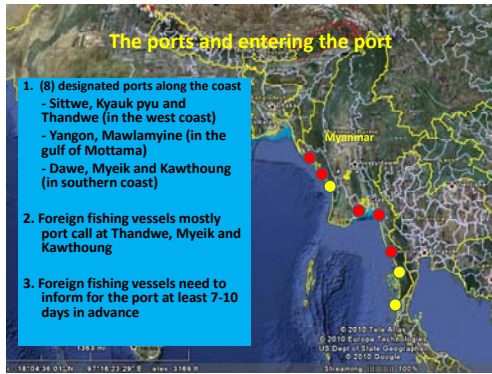 The ports and entering the port
1. (8) designated ports along the coast
- Sittwe, Kyauk pyu and
Thandwe (in the west coast)
- Yangon, Mawlamyine (in the
gulf of Mottama)
- Dawe, Myeik and Kawthoung
(in southern coast)
2. Foreign fishing vessels mostly
port call at Thandwe, Myeik and
Kawthoung
3. Foreign fishing vessels need to
inform for the port at least 7-10
days in advance
Myanmar
© 2010 Tele Atlas
© 2010 Europa Technologies
US Dept of State Geographer
© 2010 Google
1363 mi
Streaming 100%